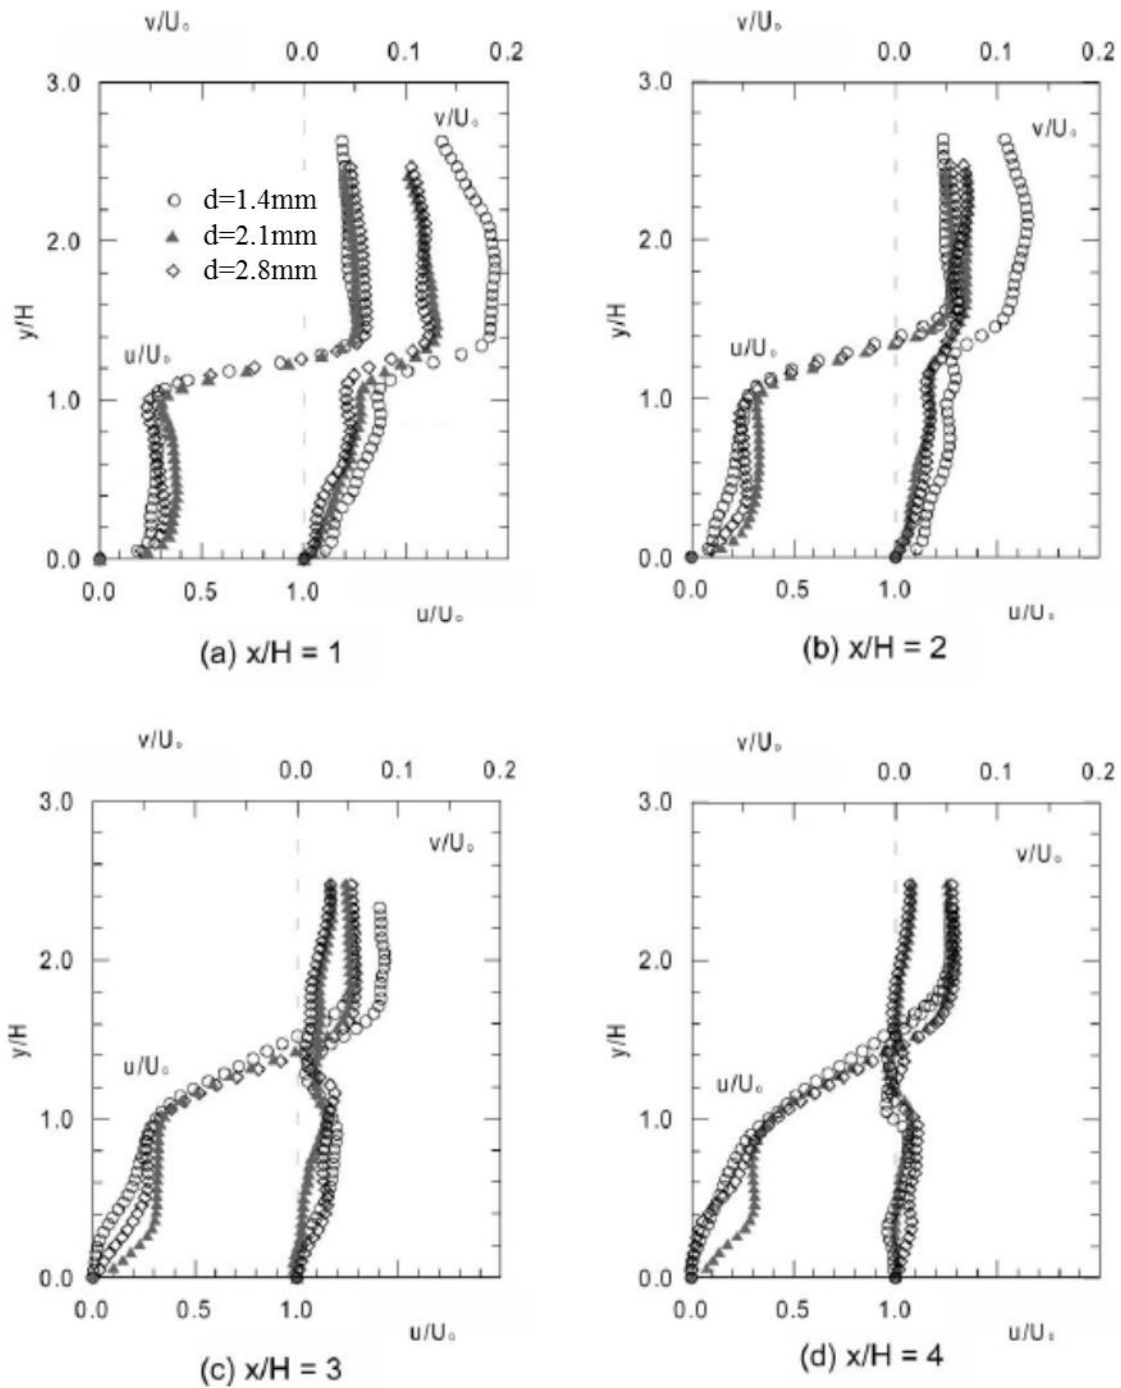 v/U₀
0.0 0.1 0.2
3.0
v/U₀
d=1.4mm
d=2.1mm
d=2.8mm
2.0
y/H
u/U₀
1.0
0.0
0.0 0.5 1.0
u/U₀
(a) x/H = 1
v/U₀
0.0 0.1 0.2
3.0
v/U₀
2.0
y/H
u/U₀
1.0
0.0
0.0 0.5 1.0
u/U₀
(b) x/H = 2
v/U₀
0.0 0.1 0.2
3.0
v/U₀
2.0
y/H
u/U₀
1.0
0.0
0.0 0.5 1.0
u/U₀
(c) x/H = 3
v/U₀
0.0 0.1 0.2
3.0
v/U₀
2.0
y/H
u/U₀
1.0
0.0
0.0 0.5 1.0
u/U₀
(d) x/H = 4